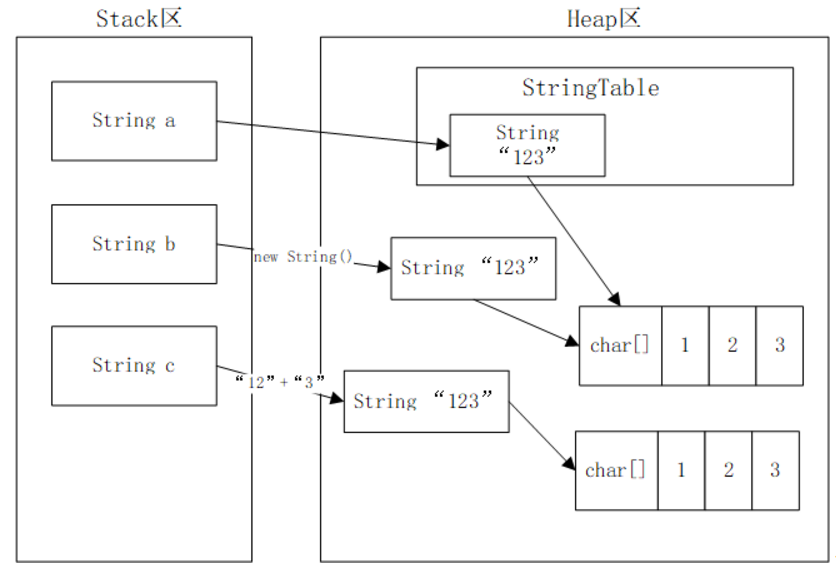 Stack区
Heap区
StringTable
String a
String
“123”
String b
new String()
String “123”
char[] 1 2 3
String c
“12”+“3”
String “123”
char[] 1 2 3